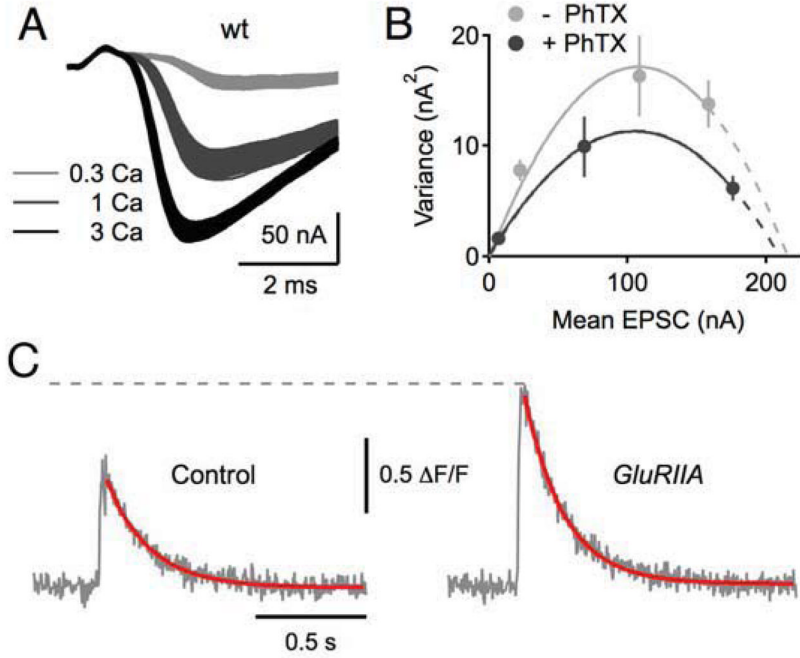 A
wt
0.3 Ca
1 Ca
3 Ca
50 nA
2 ms
B
- PhTX
+ PhTX
20
10
0
Variance (nA²)
0 100 200
Mean EPSC (nA)
C
Control
0.5 ΔF/F
GluRIIA
0.5 s